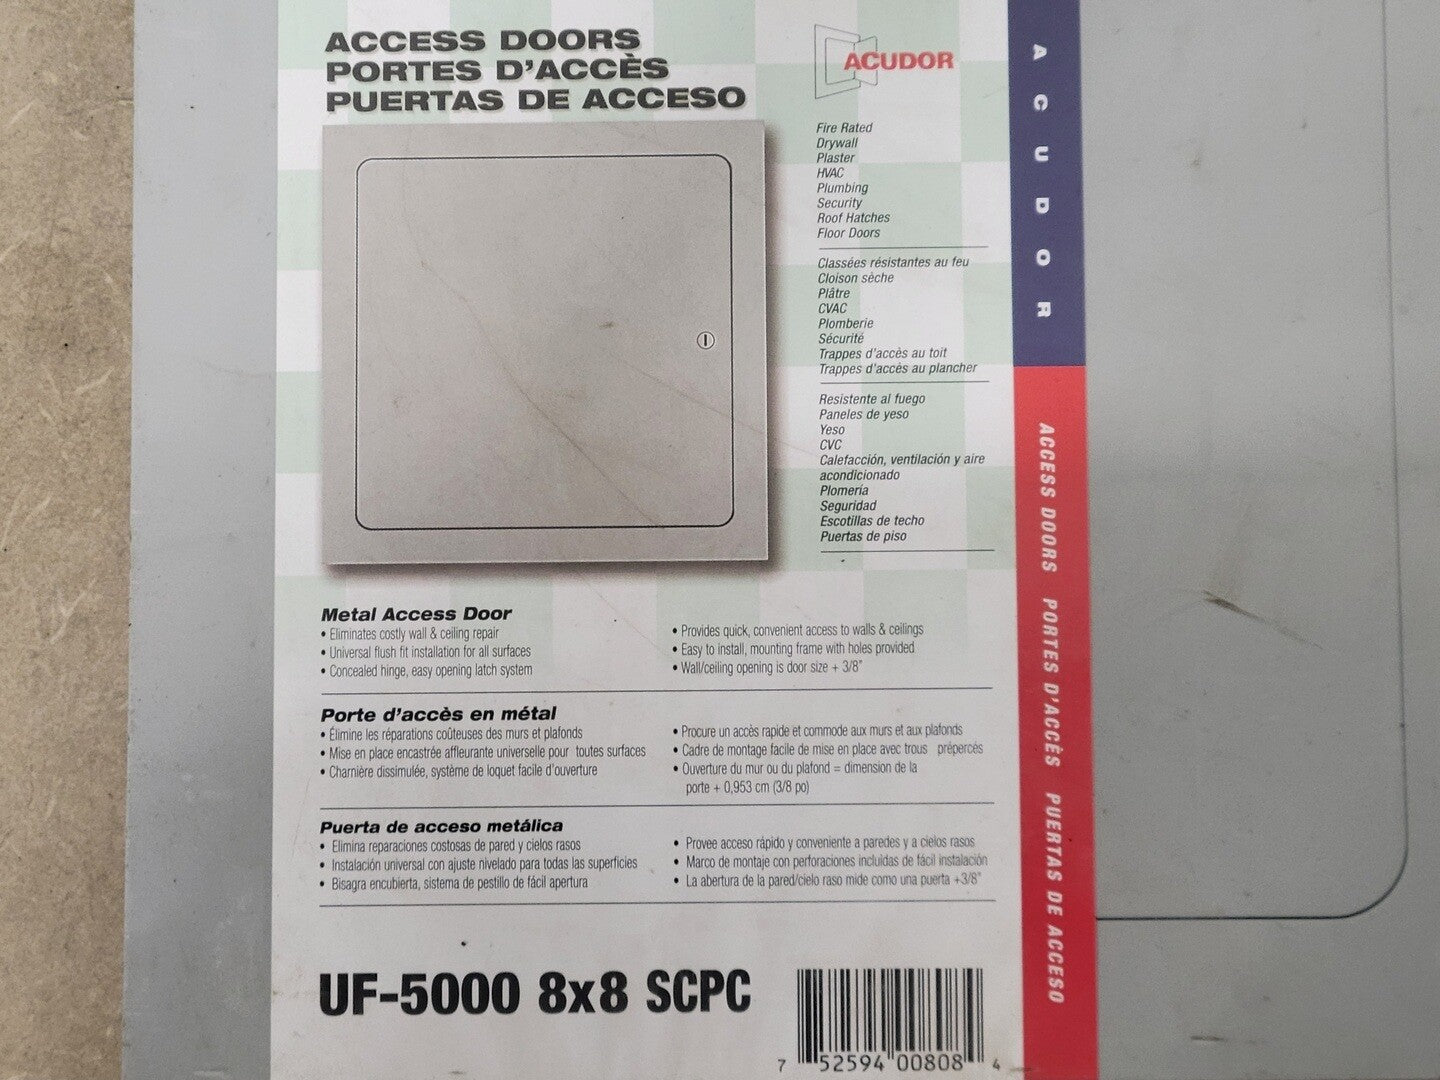 ACCESS DOORS
PORTES D'ACCÈS
PUERTAS DE ACCESO
ACUDOR
Fire Rated
Drywall
Plaster
HVAC
Plumbing
Security
Roof Hatches
Floor Doors
Classées résistantes au feu
Cloison sèche
Plâtre
CVAC
Plomberie
Sécurité
Trappes d'accès au toit
Trappes d'accès au plancher
Resistente al fuego
Paneles de yeso
Yeso
CVC
Calefacción, ventilación y aire
acondicionado
Plomería
Seguridad
Escotillas de techo
Puertas de piso
Metal Access Door
• Eliminates costly wall & ceiling repair
• Universal flush fit installation for all surfaces
• Concealed hinge, easy opening latch system
• Provides quick, convenient access to walls & ceilings
• Easy to install, mounting frame with holes provided
• Wall/ceiling opening is door size + 3/8"
Porte d'accès en métal
• Élimine les réparations coûteuses des murs et plafonds
• Mise en place encastrée affleurante universelle pour toutes surfaces
• Charnière dissimulée, système de loquet facile d'ouverture
• Procure un accès rapide et commode aux murs et aux plafonds
• Cadre de montage facile de mise en place avec trous prépercés
• Ouverture du mur ou du plafond = dimension de la
porte + 0,953 cm (3/8 po)
Puerta de acceso metálica
• Elimina reparaciones costosas de pared y cielos rasos
• Instalación universal con ajuste nivelado para todas las superficies
• Bisagra encubierta, sistema de pestillo de fácil apertura
• Provee acceso rápido y conveniente a paredes y a cielos rasos
• Marco de montaje con perforaciones incluidas de fácil instalación
• La abertura de la pared/cielo raso mide como una puerta +3/8"
UF-5000 8x8 SCPC
7 52594 00808 4
ACUDOR
ACCESS DOORS PORTES D'ACCÈS PUERTAS DE ACCESO